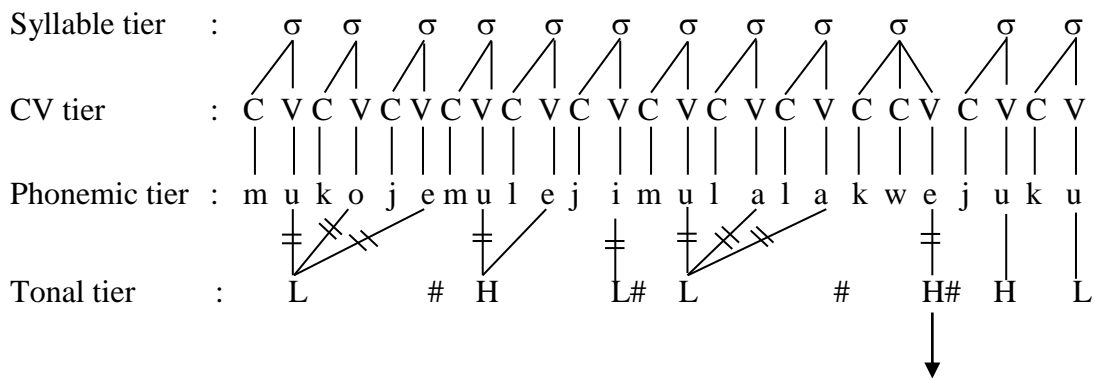 Syllable tier : σ σ σ σ σ σ σ σ σ σ σ σ
CV tier : C V C V C V C V C V C V C V C V C V C C V C V C V
Phonemic tier : m u k o j e m u l e j i m u l a l a k w e j u k u
Tonal tier : L # H L# L # H# H L